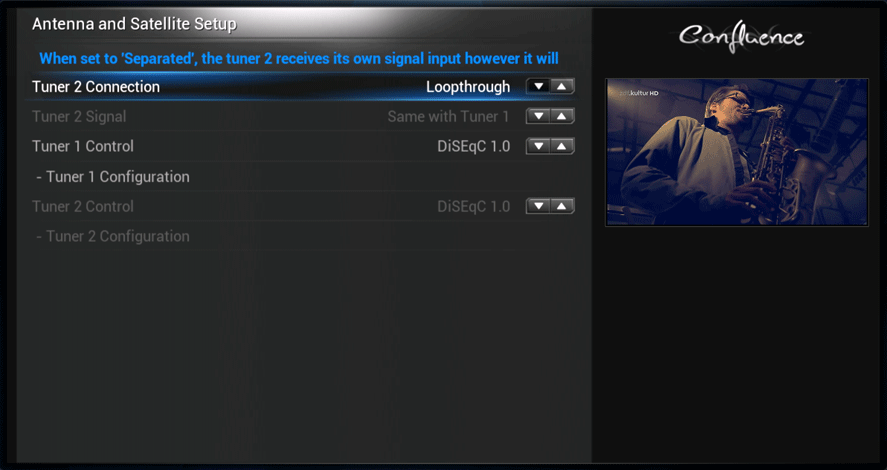 Antenna and Satellite Setup
When set to 'Separated', the tuner 2 receives its own signal input however it will
Tuner 2 Connection Loopthrough
Tuner 2 Signal Same with Tuner 1
Tuner 1 Control DiSEqC 1.0
- Tuner 1 Configuration
Tuner 2 Control DiSEqC 1.0
- Tuner 2 Configuration
Confluence
kultur HD